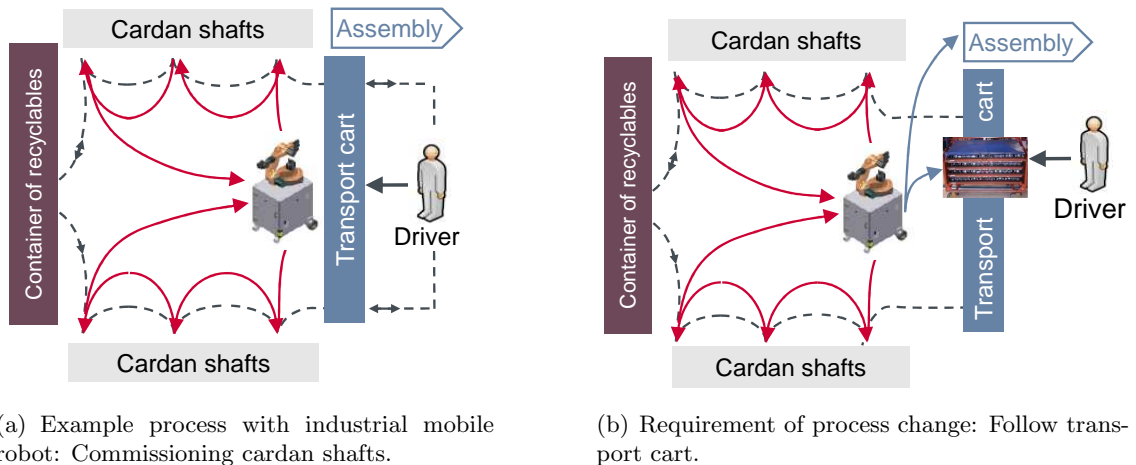 Cardan shafts
Assembly
Container of recyclables
Transport cart
Driver
Cardan shafts
(a) Example process with industrial mobile
robot: Commissioning cardan shafts.
Cardan shafts
Assembly
Container of recyclables
cart
Transport
Driver
Cardan shafts
(b) Requirement of process change: Follow trans-
port cart.